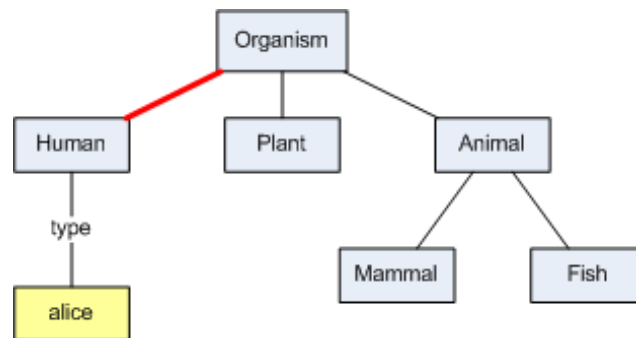 Organism
Human
Plant
Animal
type
Mammal
Fish
alice